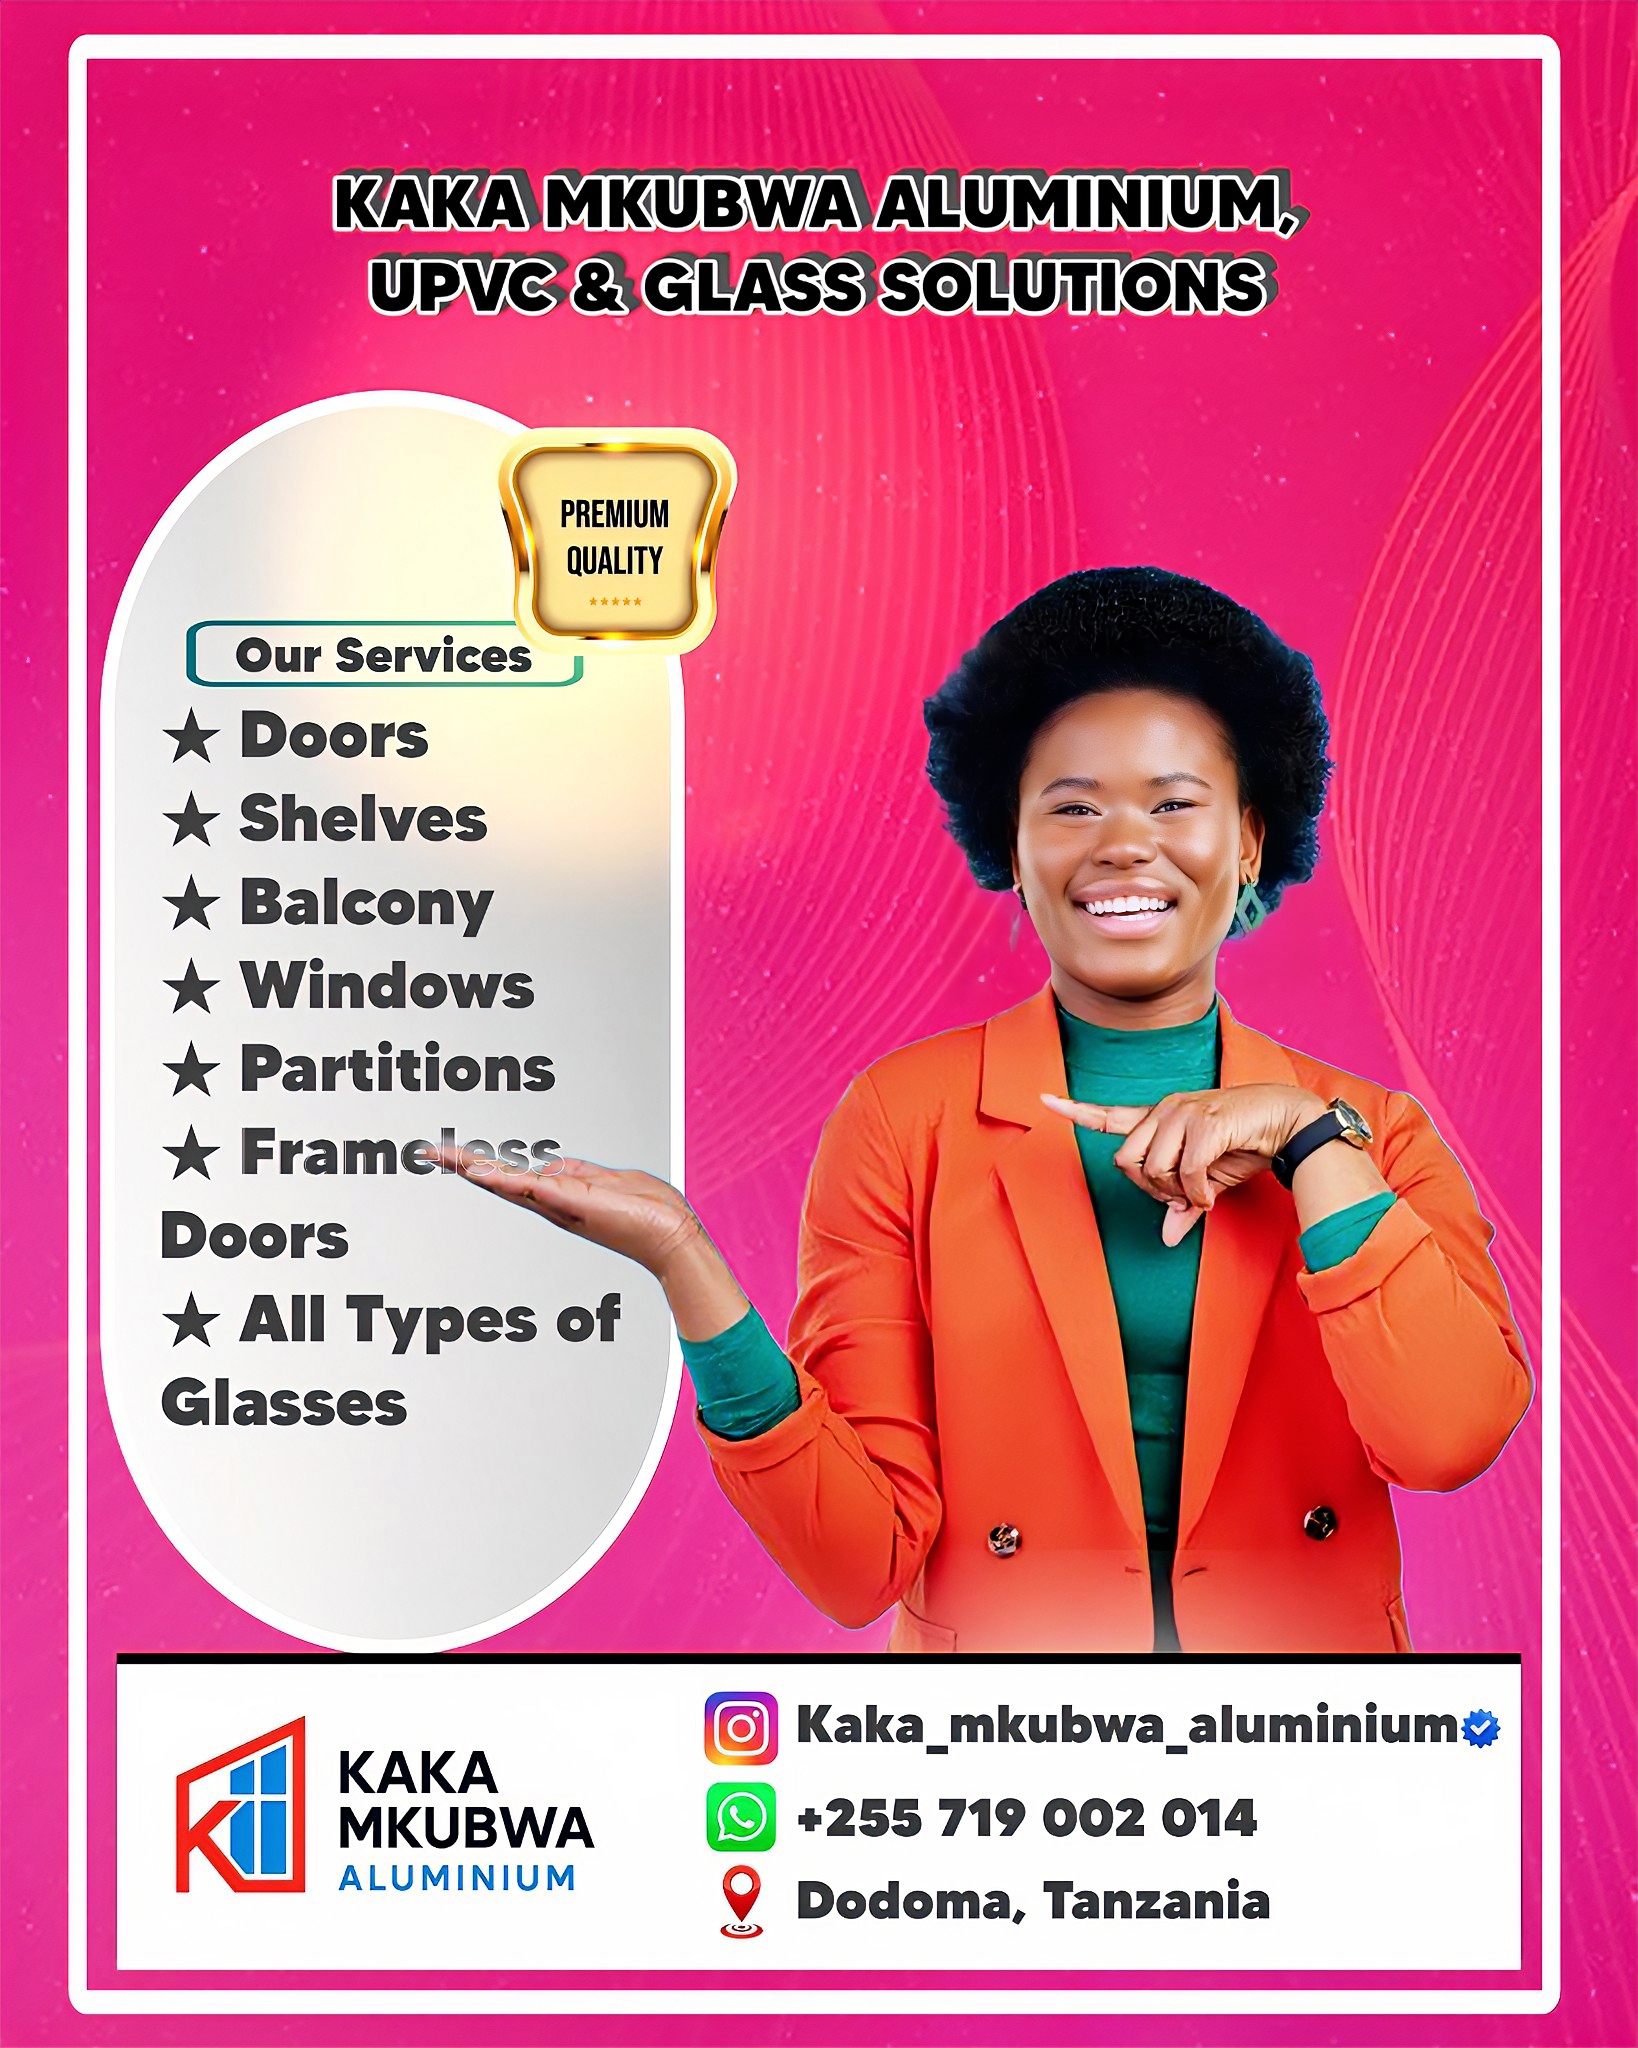 KAKA MKUBWA ALUMINIUM,
UPVC & GLASS SOLUTIONS
PREMIUM
QUALITY
Our Services
★ Doors
★ Shelves
★ Balcony
★ Windows
★ Partitions
★ Frameless
Doors
★ All Types of
Glasses
KAKA
MKUBWA
ALUMINIUM
Kaka_mkubwa_aluminium
+255 719 002 014
Dodoma, Tanzania